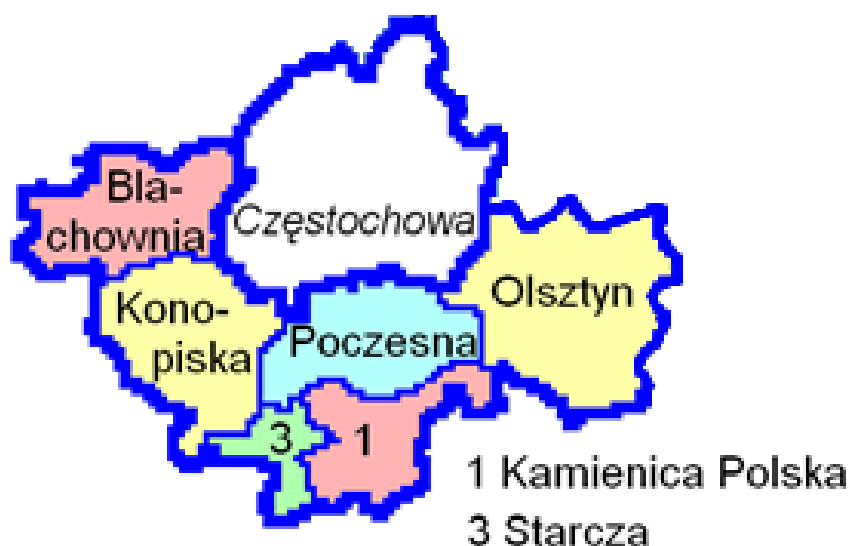 Bla-
chownia
Częstochowa
Olsztyn
Kono-
piska
Poczesna
3
1
1 Kamienica Polska
3 Starcza